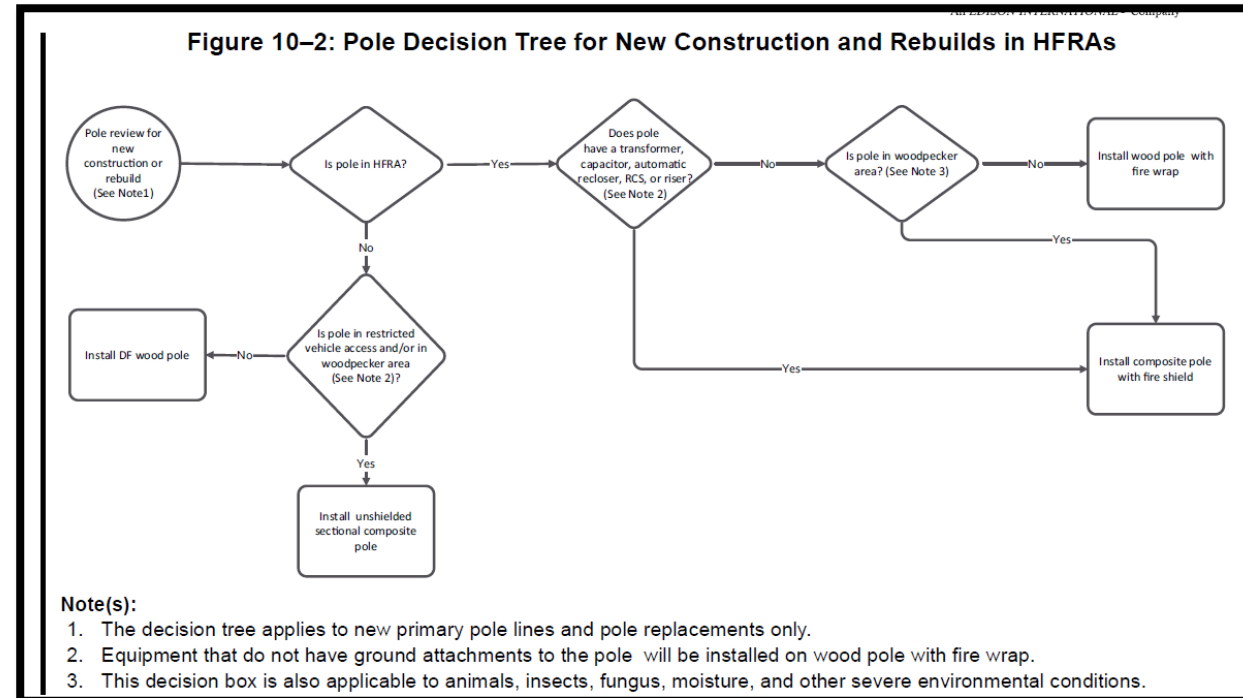 An EDISON INTERNATIONAL Company
Figure 10–2: Pole Decision Tree for New Construction and Rebuilds in HFRAs
Pole review for
new
construction or
rebuild
(See Note1)
Is pole in HFRA?
Yes
Does pole
have a transformer,
capacitor, automatic
recloser, RCS, or riser?
(See Note 2)
No
Is pole in woodpecker
area? (See Note 3)
No
Install wood pole with
fire wrap
No
Yes
Is pole in restricted
vehicle access and/or in
woodpecker area
(See Note 2)?
No
Install DF wood pole
Yes
Install composite pole
with fire shield
Yes
Install unshielded
sectional composite
pole
Note(s):
1. The decision tree applies to new primary pole lines and pole replacements only.
2. Equipment that do not have ground attachments to the pole will be installed on wood pole with fire wrap.
3. This decision box is also applicable to animals, insects, fungus, moisture, and other severe environmental conditions.